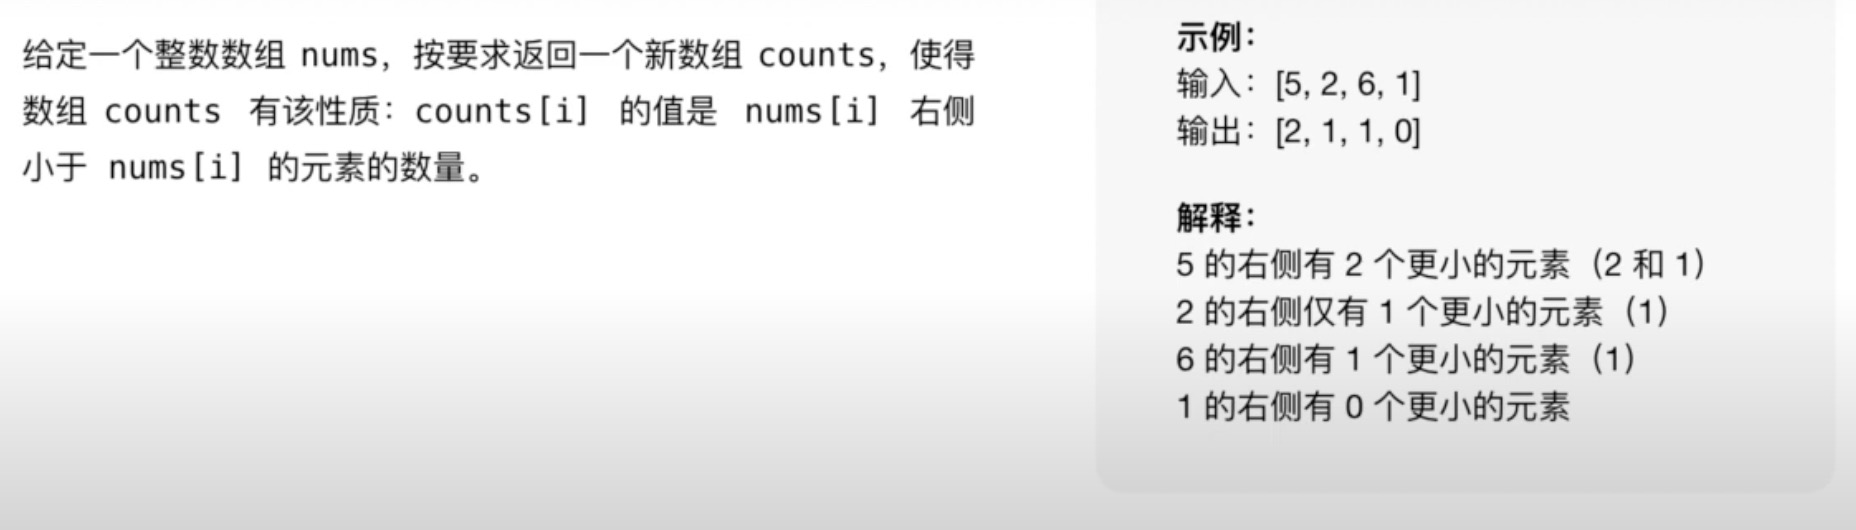 给定一个整数数组 nums，按要求返回一个新数组 counts，使得
数组 counts 有该性质：counts[i] 的值是 nums[i] 右侧
小于 nums[i] 的元素的数量。
示例：
输入：[5, 2, 6, 1]
输出：[2, 1, 1, 0]
解释：
5 的右侧有 2 个更小的元素（2 和 1）
2 的右侧仅有 1 个更小的元素（1）
6 的右侧有 1 个更小的元素（1）
1 的右侧有 0 个更小的元素